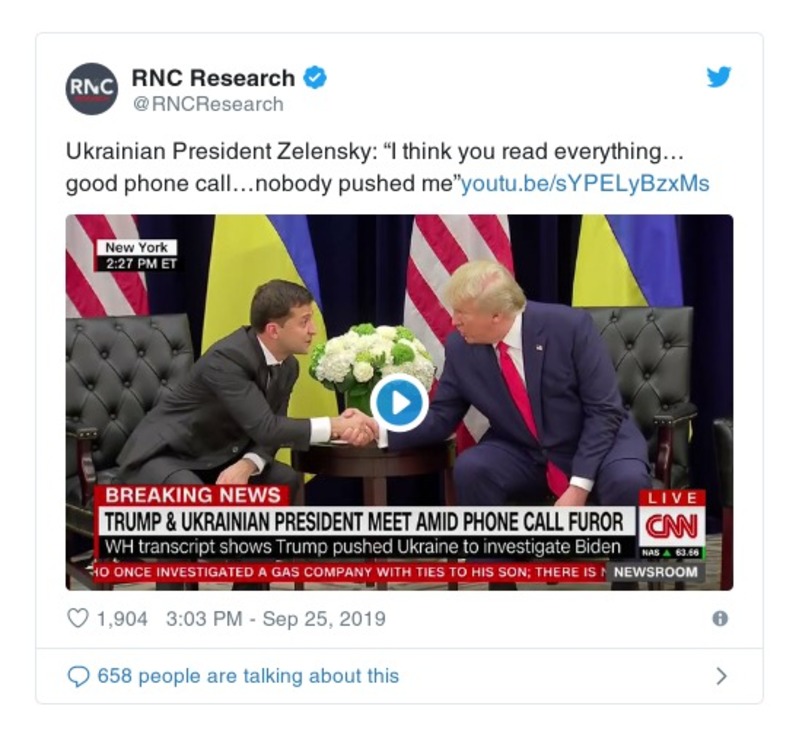 RNC
RNC Research
@RNCResearch
Ukrainian President Zelensky: “I think you read everything…
good phone call…nobody pushed me”youtu.be/sYPELyBzxMs
New York
2:27 PM ET
BREAKING NEWS
TRUMP & UKRAINIAN PRESIDENT MEET AMID PHONE CALL FUROR
WH transcript shows Trump pushed Ukraine to investigate Biden
LIVE
CNN
NAS ▲ 63.66
IO ONCE INVESTIGATED A GAS COMPANY WITH TIES TO HIS SON; THERE IS
NEWSROOM
1,904 3:03 PM - Sep 25, 2019
658 people are talking about this